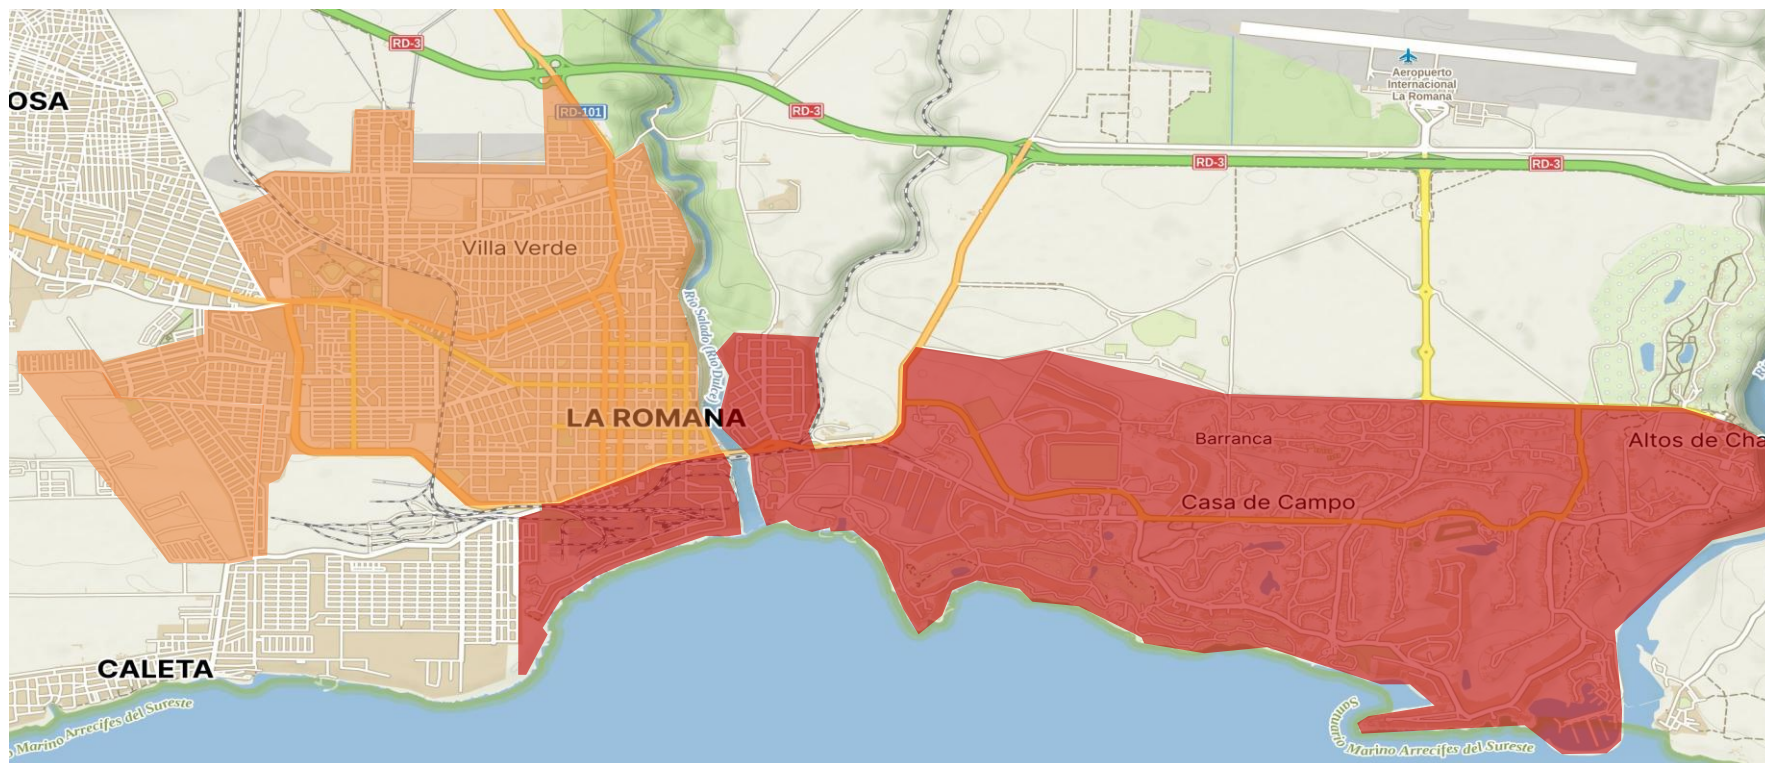 RD-3
OSA
Aeropuerto
Internacional
La Romana
RD-101
RD-3
RD-3
RD-3
Villa Verde
Río Salado (Río Dulce)
LA ROMANA
Barranca
Altos de Cha
Casa de Campo
CALETA
Marino Arrecifes del Sureste
Santuario
Marino Arrecifes del Sureste